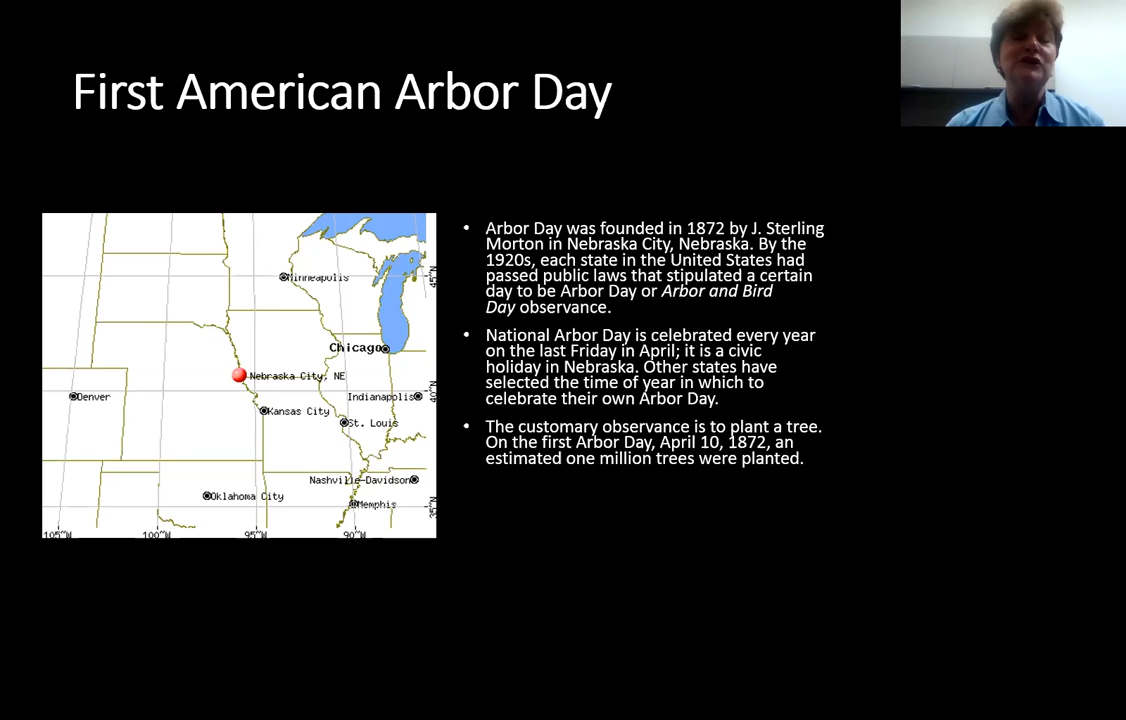 First American Arbor Day
Minneapolis
Chicago
Nebraska City, NE
Denver
Indianapolis
Kansas City
St. Louis
Nashville-Davidson
Oklahoma City
Memphis
45°N
40°N
35°N
105°W
100°W
95°W
90°W
• Arbor Day was founded in 1872 by J. Sterling
Morton in Nebraska City, Nebraska. By the
1920s, each state in the United States had
passed public laws that stipulated a certain
day to be Arbor Day or Arbor and Bird
Day observance.
• National Arbor Day is celebrated every year
on the last Friday in April; it is a civic
holiday in Nebraska. Other states have
selected the time of year in which to
celebrate their own Arbor Day.
• The customary observance is to plant a tree.
On the first Arbor Day, April 10, 1872, an
estimated one million trees were planted.